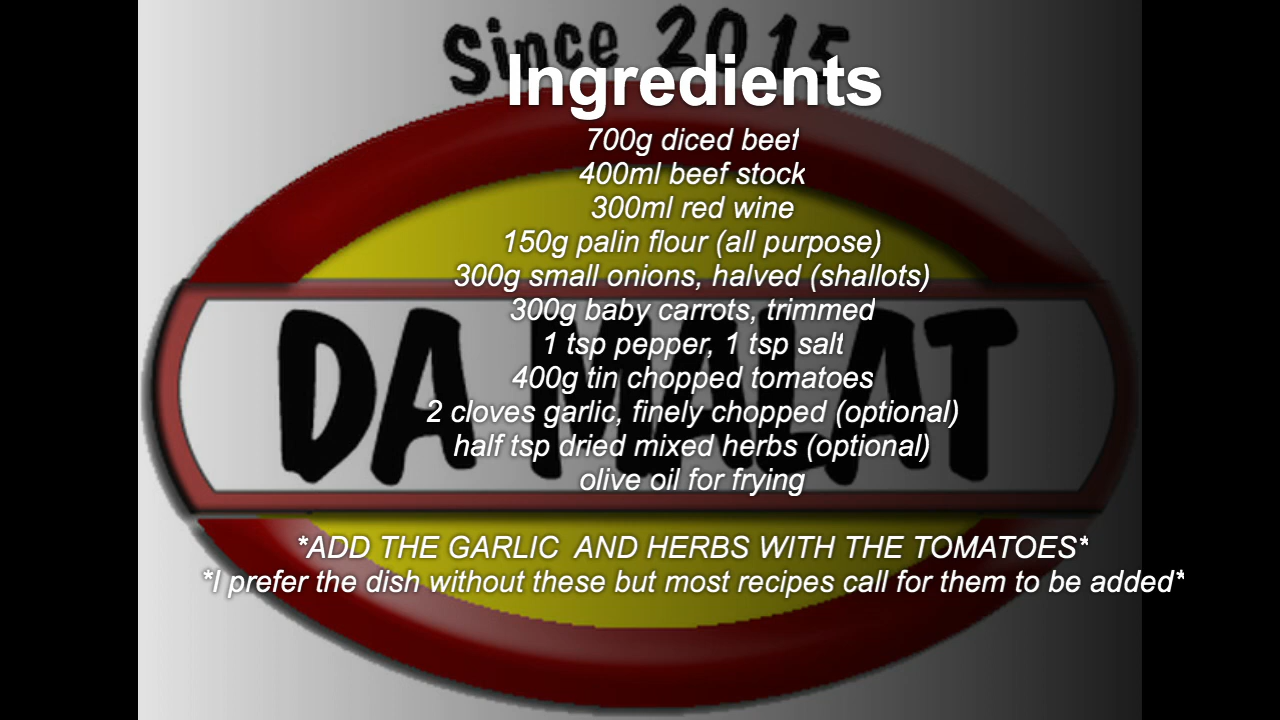 Since 2015
Ingredients
700g diced beef
400ml beef stock
300ml red wine
150g palin flour (all purpose)
300g small onions, halved (shallots)
300g baby carrots, trimmed
DA MALAT
1 tsp pepper, 1 tsp salt
400g tin chopped tomatoes
2 cloves garlic, finely chopped (optional)
half tsp dried mixed herbs (optional)
olive oil for frying
*ADD THE GARLIC AND HERBS WITH THE TOMATOES*
*I prefer the dish without these but most recipes call for them to be added*